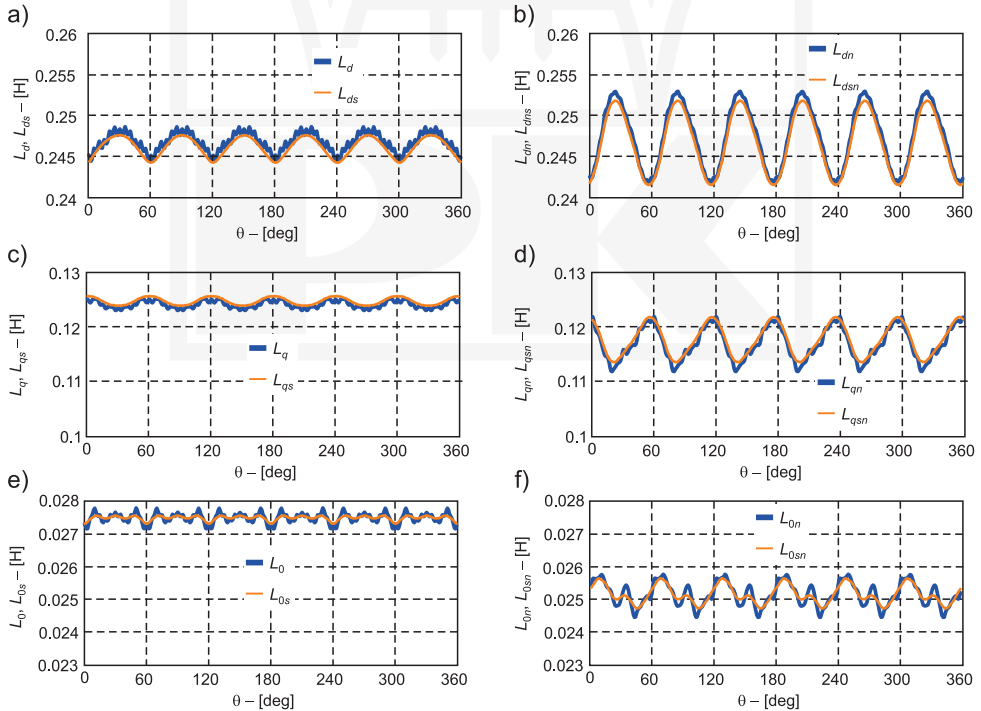 a)
L_d, L_ds – [H]
0.26
0.255
0.25
0.245
0.24
L_d
L_ds
0 60 120 180 240 300 360
θ – [deg]
b)
L_dn, L_dns – [H]
0.26
0.255
0.25
0.245
0.24
L_dn
L_dsn
0 60 120 180 240 300 360
θ – [deg]
c)
L_q, L_qs – [H]
0.13
0.12
0.11
0.1
L_q
L_qs
0 60 120 180 240 300 360
θ – [deg]
d)
L_qn, L_qsn – [H]
0.13
0.12
0.11
0.1
L_qn
L_qsn
0 60 120 180 240 300 360
θ – [deg]
e)
L_0, L_0s – [H]
0.028
0.027
0.026
0.025
0.024
0.023
L_0
L_0s
0 60 120 180 240 300 360
θ – [deg]
f)
L_0n, L_0sn – [H]
0.028
0.027
0.026
0.025
0.024
0.023
L_0n
L_0sn
0 60 120 180 240 300 360
θ – [deg]
PK